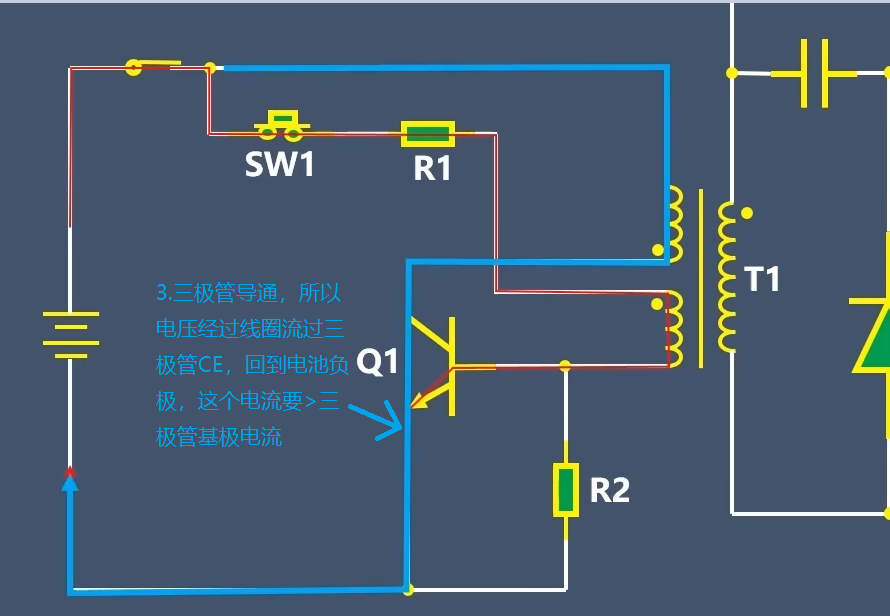 SW1
R1
T1
3.三极管导通，所以
电压经过线圈流过三
极管CE，回到电池负
极，这个电流要>三
极管基极电流
Q1
R2